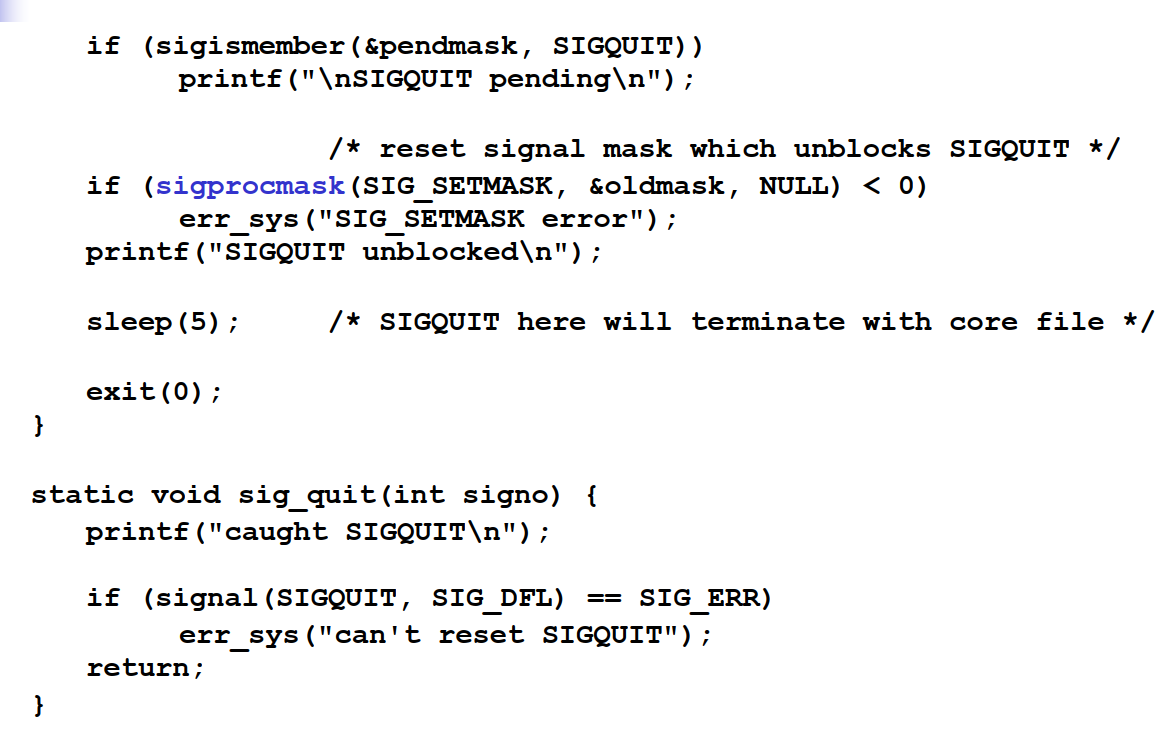 if (sigismember(&pendmask, SIGQUIT))
printf("\nSIGQUIT pending\n");
/* reset signal mask which unblocks SIGQUIT */
if (sigprocmask(SIG_SETMASK, &oldmask, NULL) < 0)
err_sys("SIG_SETMASK error");
printf("SIGQUIT unblocked\n");
sleep(5); /* SIGQUIT here will terminate with core file */
exit(0);
}
static void sig_quit(int signo) {
printf("caught SIGQUIT\n");
if (signal(SIGQUIT, SIG_DFL) == SIG_ERR)
err_sys("can't reset SIGQUIT");
return;
}